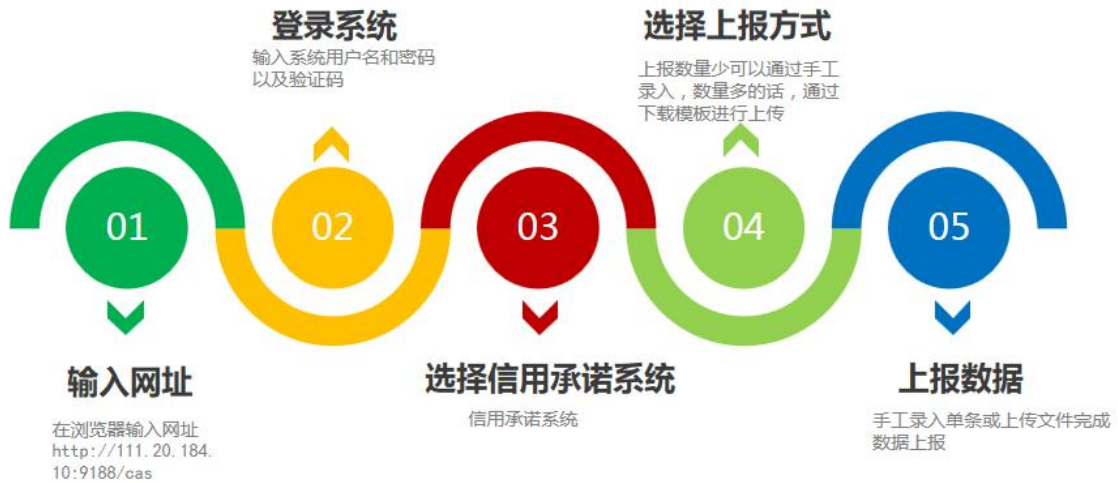 登录系统
输入系统用户名和密码
以及验证码
选择上报方式
上报数量少可以通过手工
录入，数量多的话，通过
下载模板进行上传
01
02
03
04
05
输入网址
在浏览器输入网址
http://111.20.184.
10:9188/cas
选择信用承诺系统
信用承诺系统
上报数据
手工录入单条或上传文件完成
数据上报